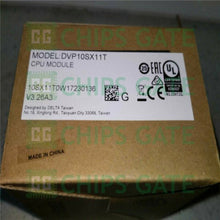 MODEL DVP10SX11T
CPU MODULE
10SX11TDW17230136
V3.26A3
G
Designed by DELTA Taiwan
MADE IN CHINA
CHIPS GATE